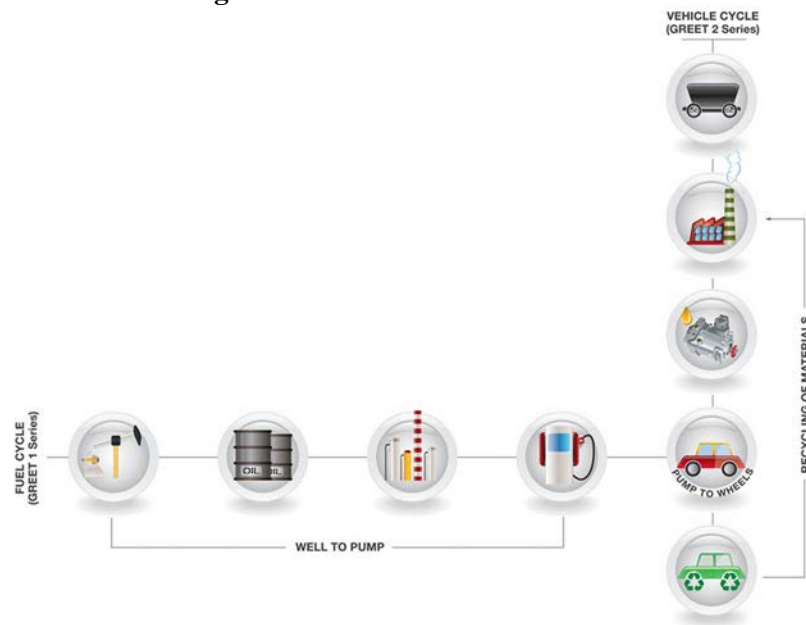 g
VEHICLE CYCLE
(GREET 2 Series)
RECYCLING OF MATERIALS
FUEL CYCLE
(GREET 1 Series)
OIL OIL
PUMP TO WHEELS
WELL TO PUMP